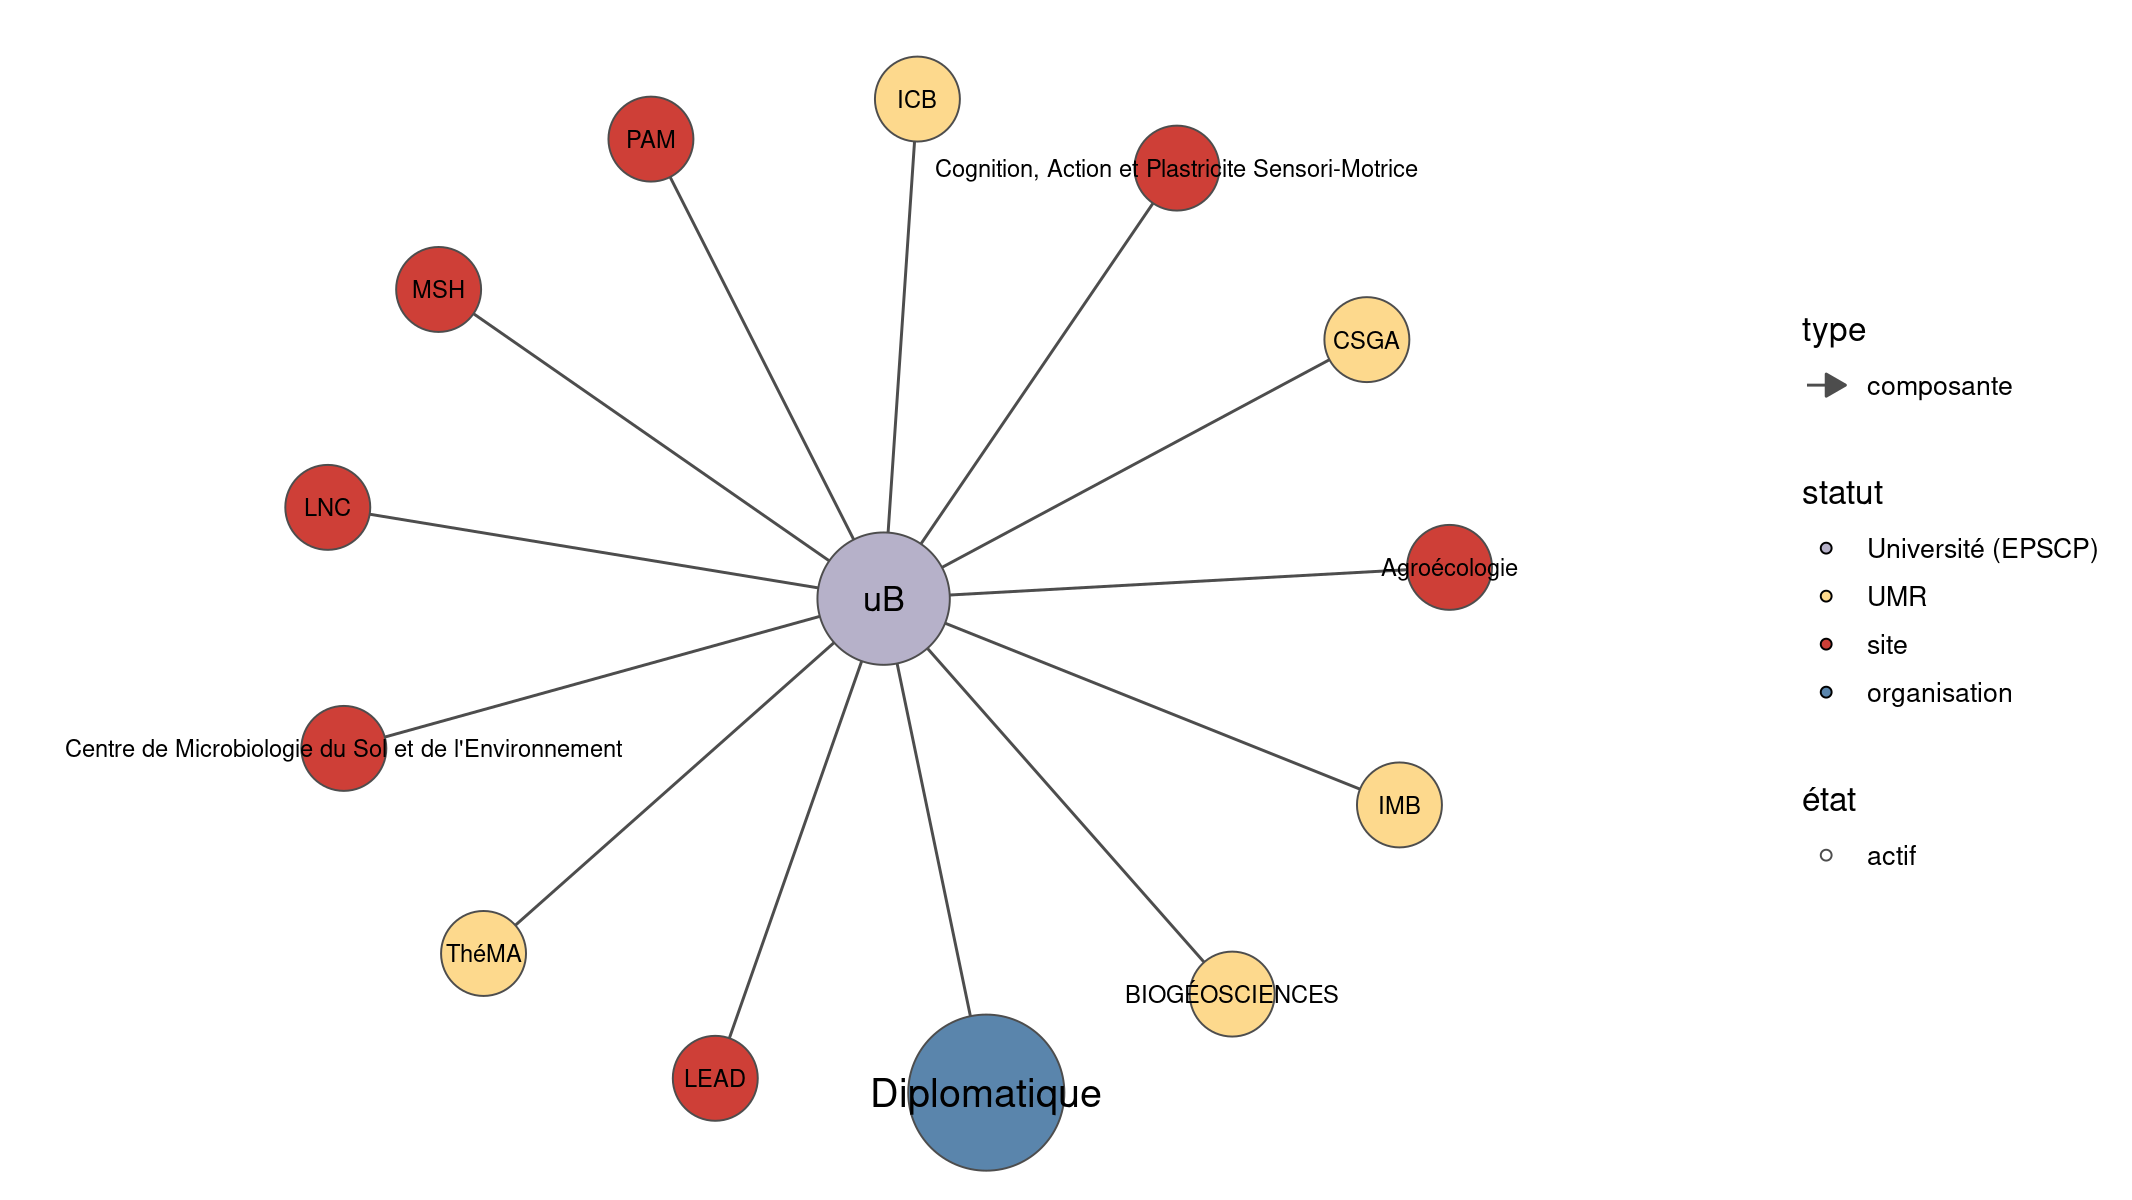 ICB
PAM
Cognition, Action et Plastricite Sensori-Motrice
MSH
CSGA
LNC
Agroécologie
uB
Centre de Microbiologie du Sol et de l'Environnement
IMB
ThéMA
BIOGÉOSCIENCES
LEAD
Diplomatique
type
composante
statut
Université (EPSCP)
UMR
site
organisation
état
actif